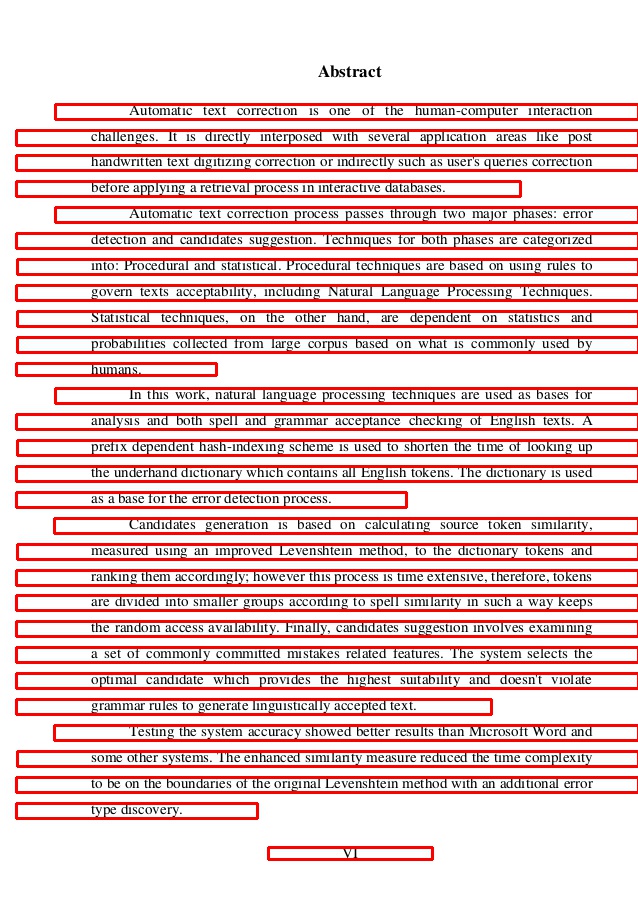 Abstract
Automatic text correction is one of the human-computer interaction
challenges. It is directly interposed with several application areas like post
handwritten text digitizing correction or indirectly such as user's queries correction
before applying a retrieval process in interactive databases.
Automatic text correction process passes through two major phases: error
detection and candidates suggestion. Techniques for both phases are categorized
into: Procedural and statistical. Procedural techniques are based on using rules to
govern texts acceptability, including Natural Language Processing Techniques.
Statistical techniques, on the other hand, are dependent on statistics and
probabilities collected from large corpus based on what is commonly used by
humans.
In this work, natural language processing techniques are used as bases for
analysis and both spell and grammar acceptance checking of English texts. A
prefix dependent hash-indexing scheme is used to shorten the time of looking up
the underhand dictionary which contains all English tokens. The dictionary is used
as a base for the error detection process.
Candidates generation is based on calculating source token similarity,
measured using an improved Levenshtein method, to the dictionary tokens and
ranking them accordingly; however this process is time extensive, therefore, tokens
are divided into smaller groups according to spell similarity in such a way keeps
the random access availability. Finally, candidates suggestion involves examining
a set of commonly committed mistakes related features. The system selects the
optimal candidate which provides the highest suitability and doesn't violate
grammar rules to generate linguistically accepted text.
Testing the system accuracy showed better results than Microsoft Word and
some other systems. The enhanced similarity measure reduced the time complexity
to be on the boundaries of the original Levenshtein method with an additional error
type discovery.
VI